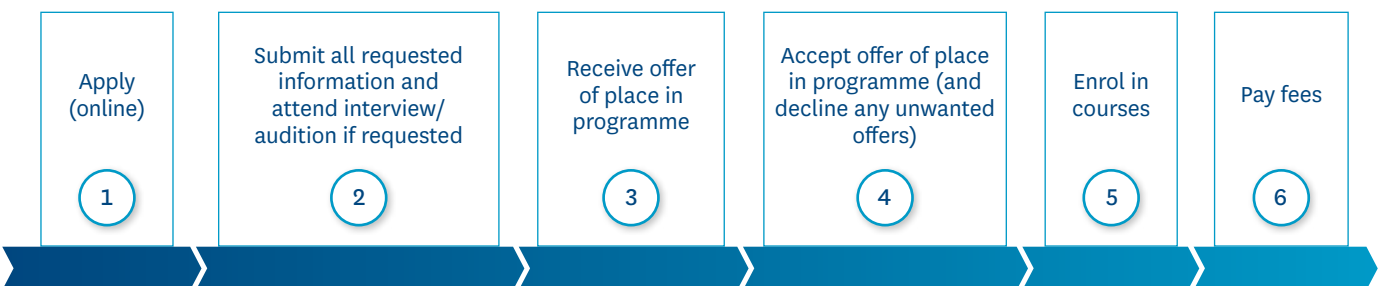 Apply
(online)
1
Submit all requested
information and
attend interview/
audition if requested
2
Receive offer
of place in
programme
3
Accept offer of place
in programme (and
decline any unwanted
offers)
4
Enrol in
courses
5
Pay fees
6